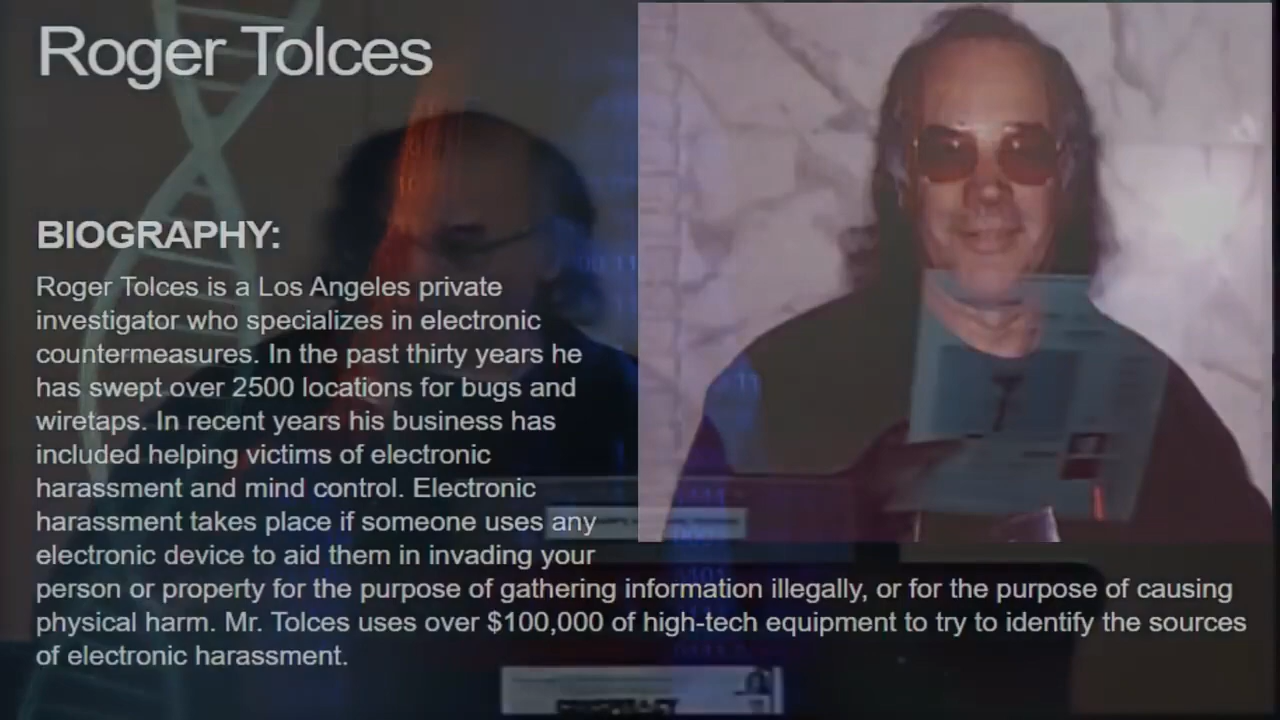 Roger Tolces
BIOGRAPHY:
Roger Tolces is a Los Angeles private
investigator who specializes in electronic
countermeasures. In the past thirty years he
has swept over 2500 locations for bugs and
wiretaps. In recent years his business has
included helping victims of electronic
harassment and mind control. Electronic
harassment takes place if someone uses any
electronic device to aid them in invading your
person or property for the purpose of gathering information illegally, or for the purpose of causing
physical harm. Mr. Tolces uses over $100,000 of high-tech equipment to try to identify the sources
of electronic harassment.